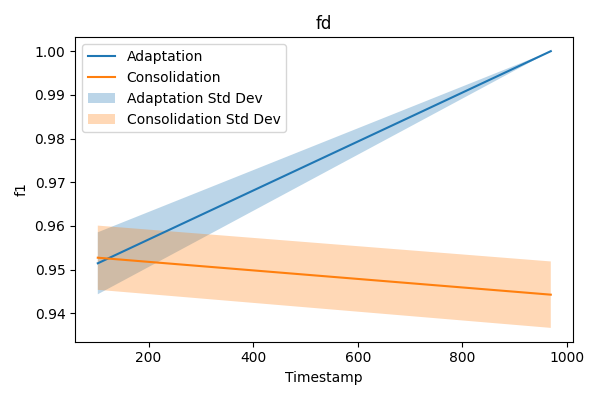 fd
Adaptation
Consolidation
Adaptation Std Dev
Consolidation Std Dev
1.00
0.99
0.98
0.97
0.96
0.95
0.94
f1
200
400
600
800
1000
Timestamp